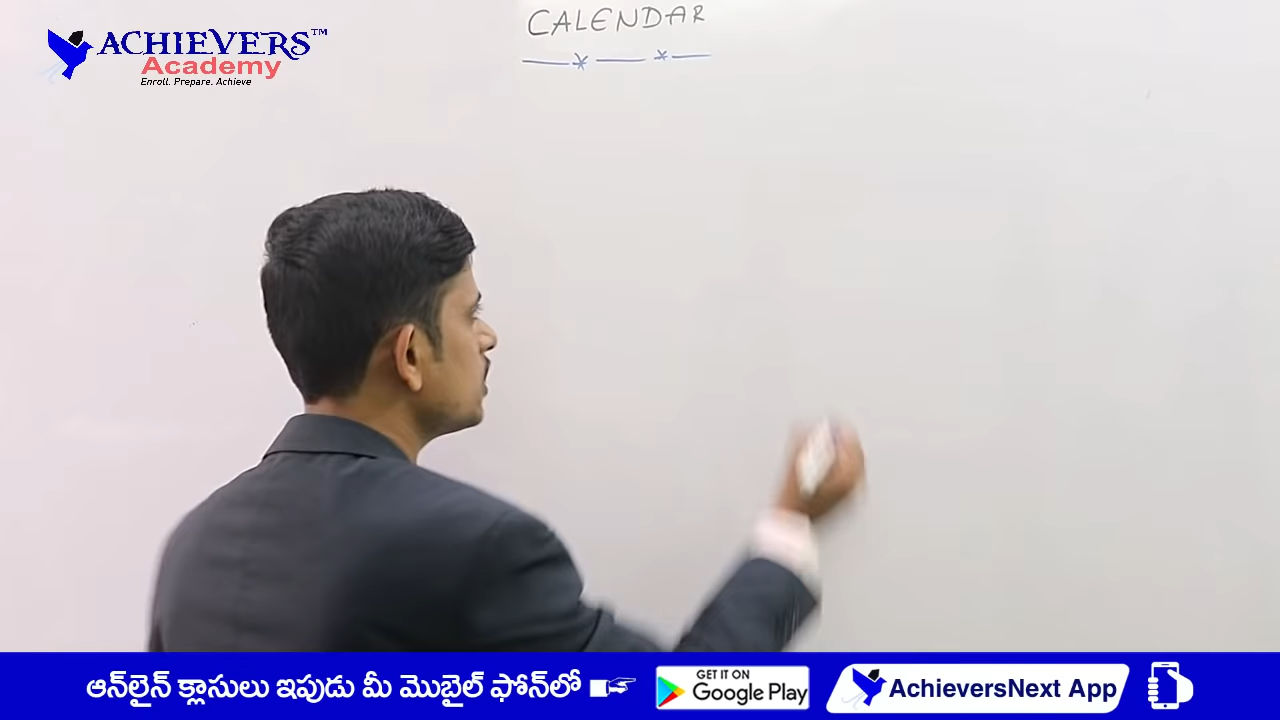 CALENDAR
ACHIEVERS™
Academy
Enroll. Prepare. Achieve
ఆన్‌లైన్ క్లాసులు ఇపుడు మీ మొబైల్ ఫోన్‌లో
GET IT ON
Google Play
AchieversNext App